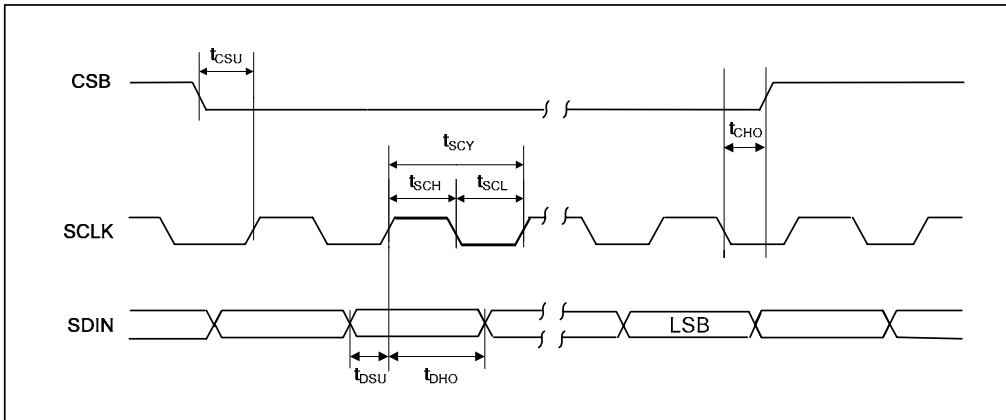 tCSU
CSB
tCHO
tSCY
tSCH
tSCL
SCLK
SDIN
LSB
tDSU
tDHO